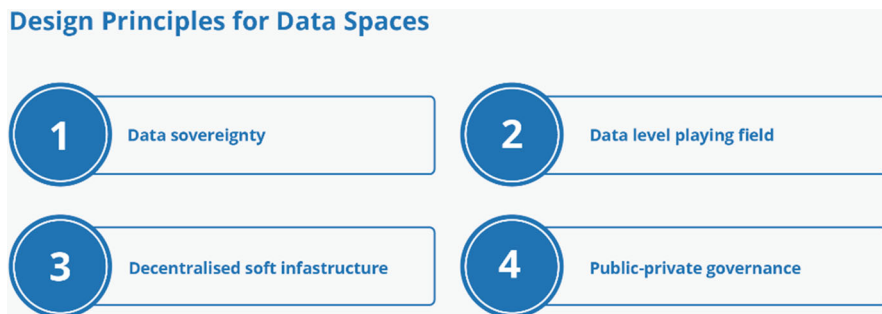 Design Principles for Data Spaces
1
Data sovereignty
2
Data level playing field
3
Decentralised soft infastructure
4
Public-private governance